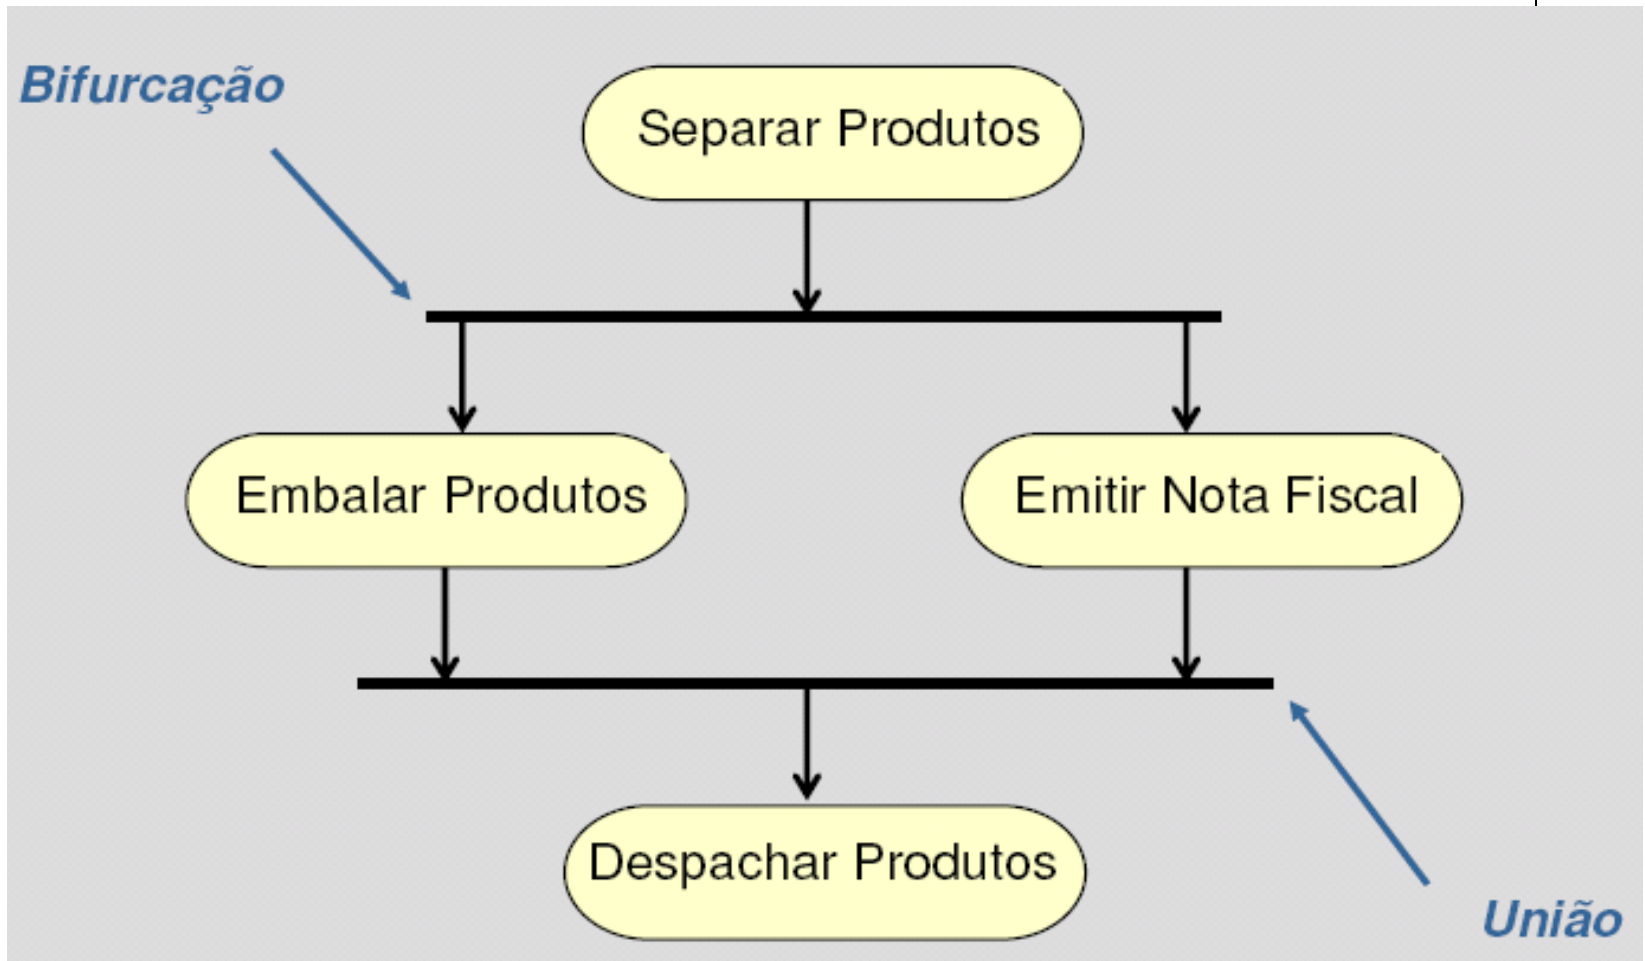 Bifurcação
Separar Produtos
Embalar Produtos
Emitir Nota Fiscal
Despachar Produtos
União